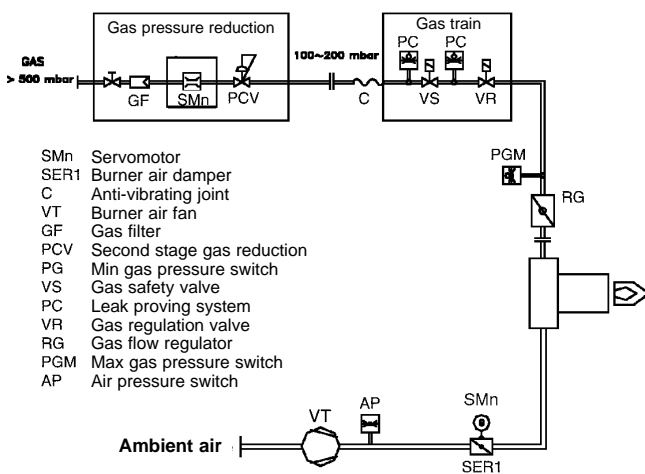 Gas pressure reduction
Gas train
GAS
> 500 mbar
100~200 mbar
PC PC
GF SMn PCV C VS VR
PGM
RG
SMn Servomotor
SER1 Burner air damper
C Anti-vibrating joint
VT Burner air fan
GF Gas filter
PCV Second stage gas reduction
PG Min gas pressure switch
VS Gas safety valve
PC Leak proving system
VR Gas regulation valve
RG Gas flow regulator
PGM Max gas pressure switch
AP Air pressure switch
VT AP SMn
Ambient air
SER1